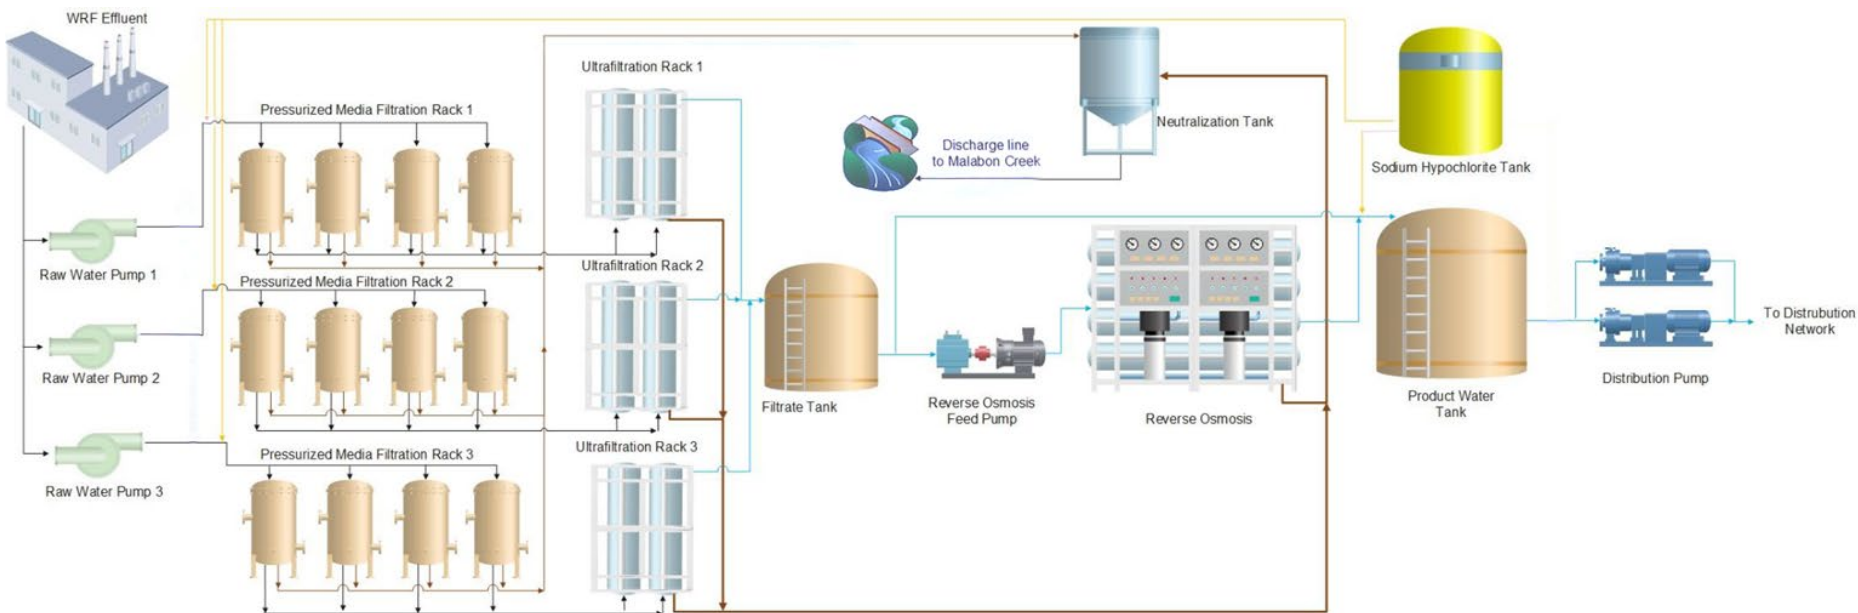 WRF Effluent
Ultrafiltration Rack 1
Pressurized Media Filtration Rack 1
Neutralization Tank
Discharge line
to Malabon Creek
Sodium Hypochlorite Tank
Raw Water Pump 1
Ultrafiltration Rack 2
Pressurized Media Filtration Rack 2
To Distrubution
Network
Raw Water Pump 2
Filtrate Tank
Reverse Osmosis
Feed Pump
Reverse Osmosis
Product Water
Tank
Distribution Pump
Ultrafiltration Rack 3
Pressurized Media Filtration Rack 3
Raw Water Pump 3